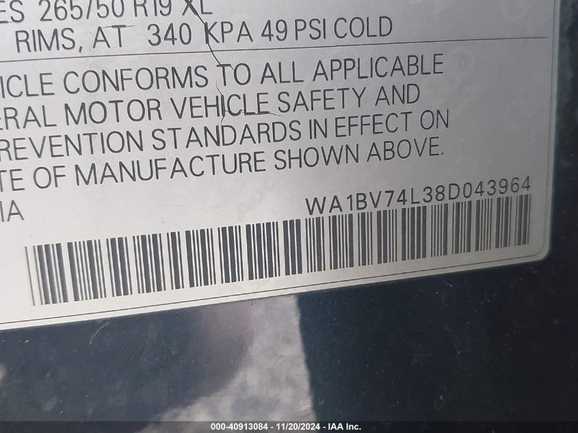 ES 265/50 R19 XL
RIMS, AT 340 KPA 49 PSI COLD
ICLE CONFORMS TO ALL APPLICABLE
ERAL MOTOR VEHICLE SAFETY AND
REVENTION STANDARDS IN EFFECT ON
TE OF MANUFACTURE SHOWN ABOVE.
IA
WA1BV74L38D043964
000-40913084 — 11/20/2024 — IAA Inc.